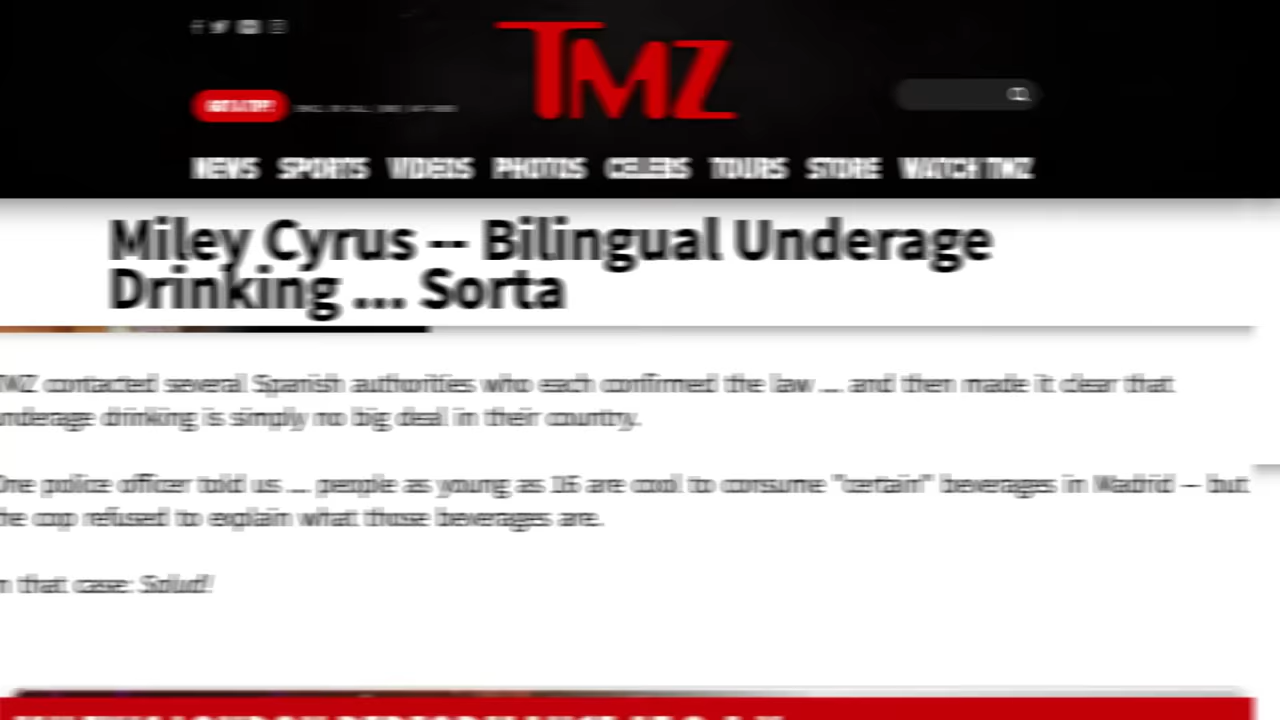 TMZ
NEWS SPORTS VIDEOS PHOTOS CELEBS TOURS STORE WATCH TMZ
Miley Cyrus -- Bilingual Underage
Drinking ... Sorta
TMZ contacted several Spanish authorities who each confirmed the law ... and then made it clear that
underage drinking is simply no big deal in their country.
One police officer told us ... people as young as 16 are cool to consume "certain" beverages in Madrid -- but
the cop refused to explain what those beverages are.
n that case: Salud!